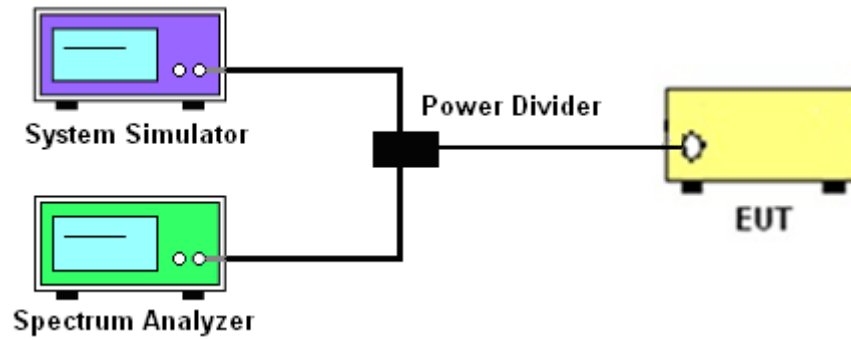 System Simulator
Power Divider
EUT
Spectrum Analyzer